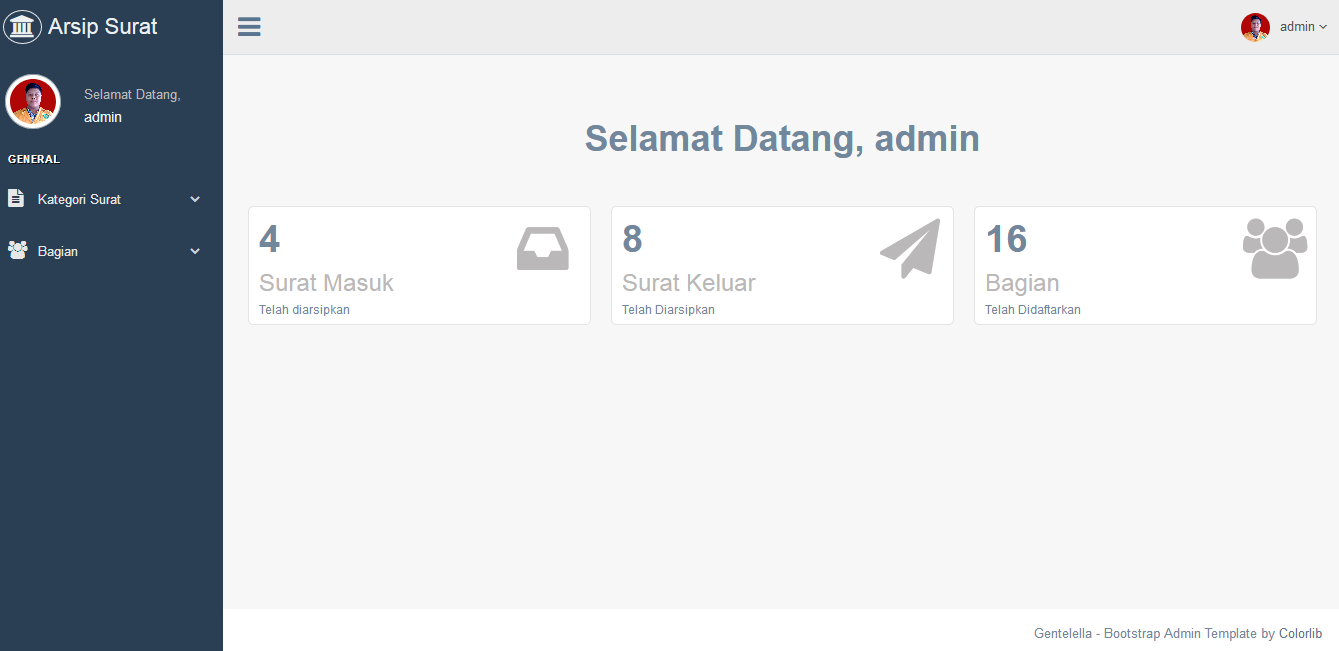 Arsip Surat
admin
Selamat Datang,
admin
GENERAL
Kategori Surat
Bagian
Selamat Datang, admin
4
Surat Masuk
Telah diarsipkan
8
Surat Keluar
Telah Diarsipkan
16
Bagian
Telah Didaftarkan
Gentelella - Bootstrap Admin Template by Colorlib